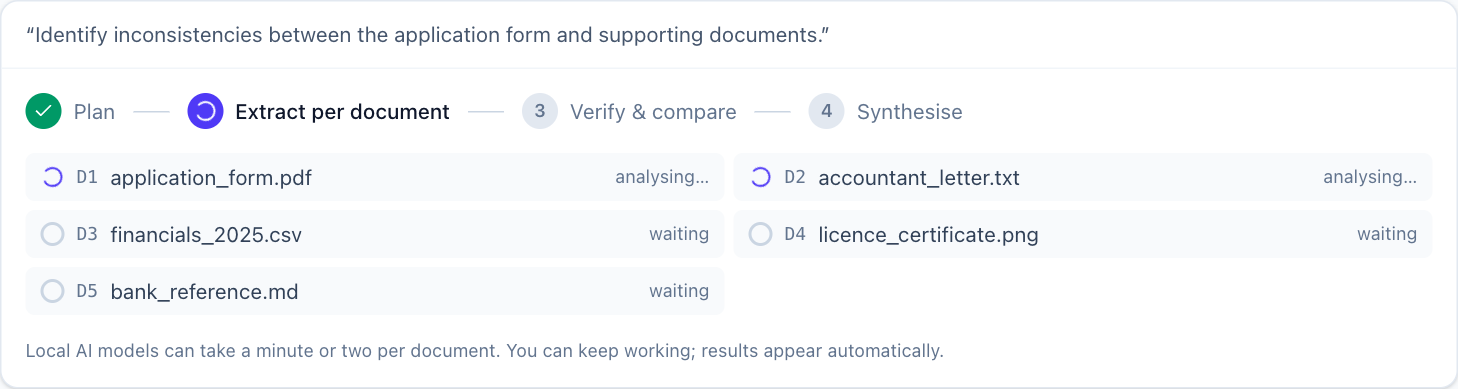 “Identify inconsistencies between the application form and supporting documents.”
Plan
Extract per document
3 Verify & compare
4 Synthesise
D1 application_form.pdf analysing...
D2 accountant_letter.txt analysing...
D3 financials_2025.csv waiting
D4 licence_certificate.png waiting
D5 bank_reference.md waiting
Local AI models can take a minute or two per document. You can keep working; results appear automatically.